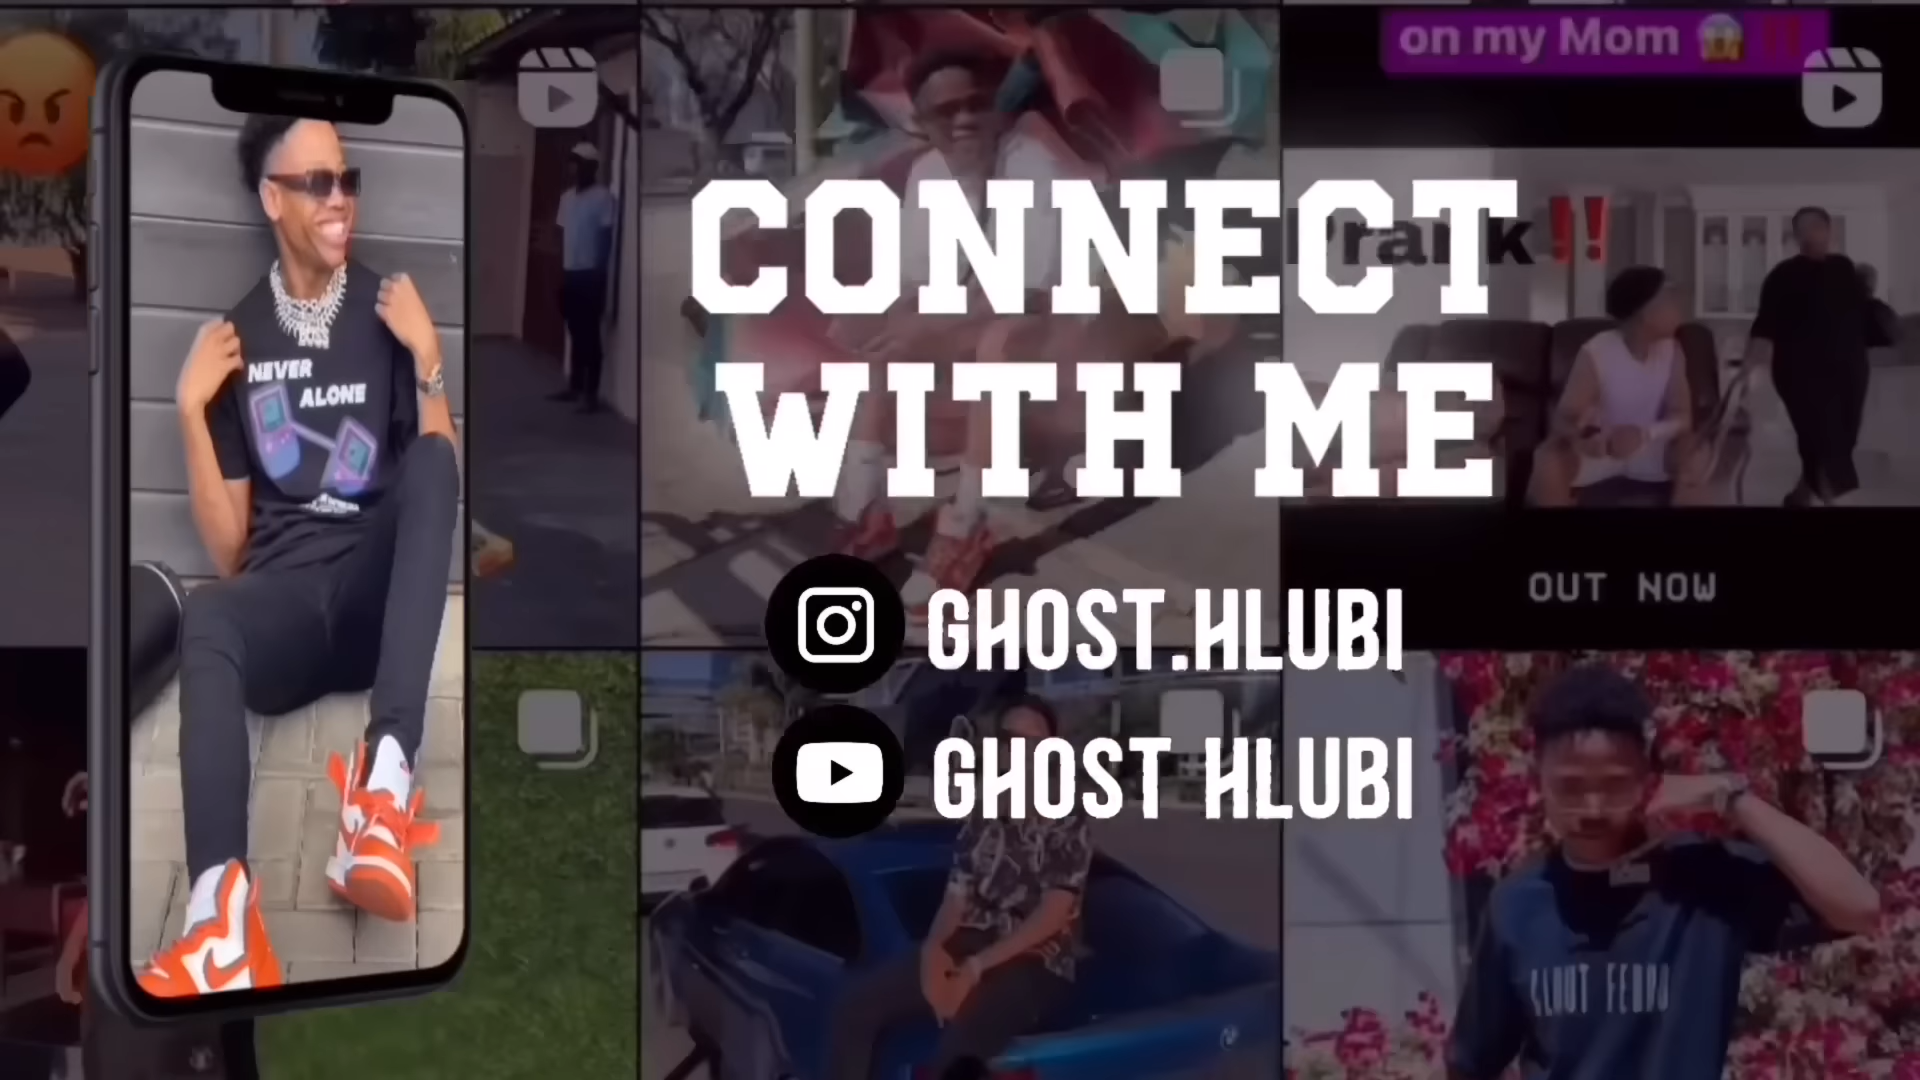 on my Mom 😱‼️
CONNECT
Prank‼️
WITH ME
NEVER
ALONE
OUT NOW
GHOST.HLUBI
GHOST HLUBI